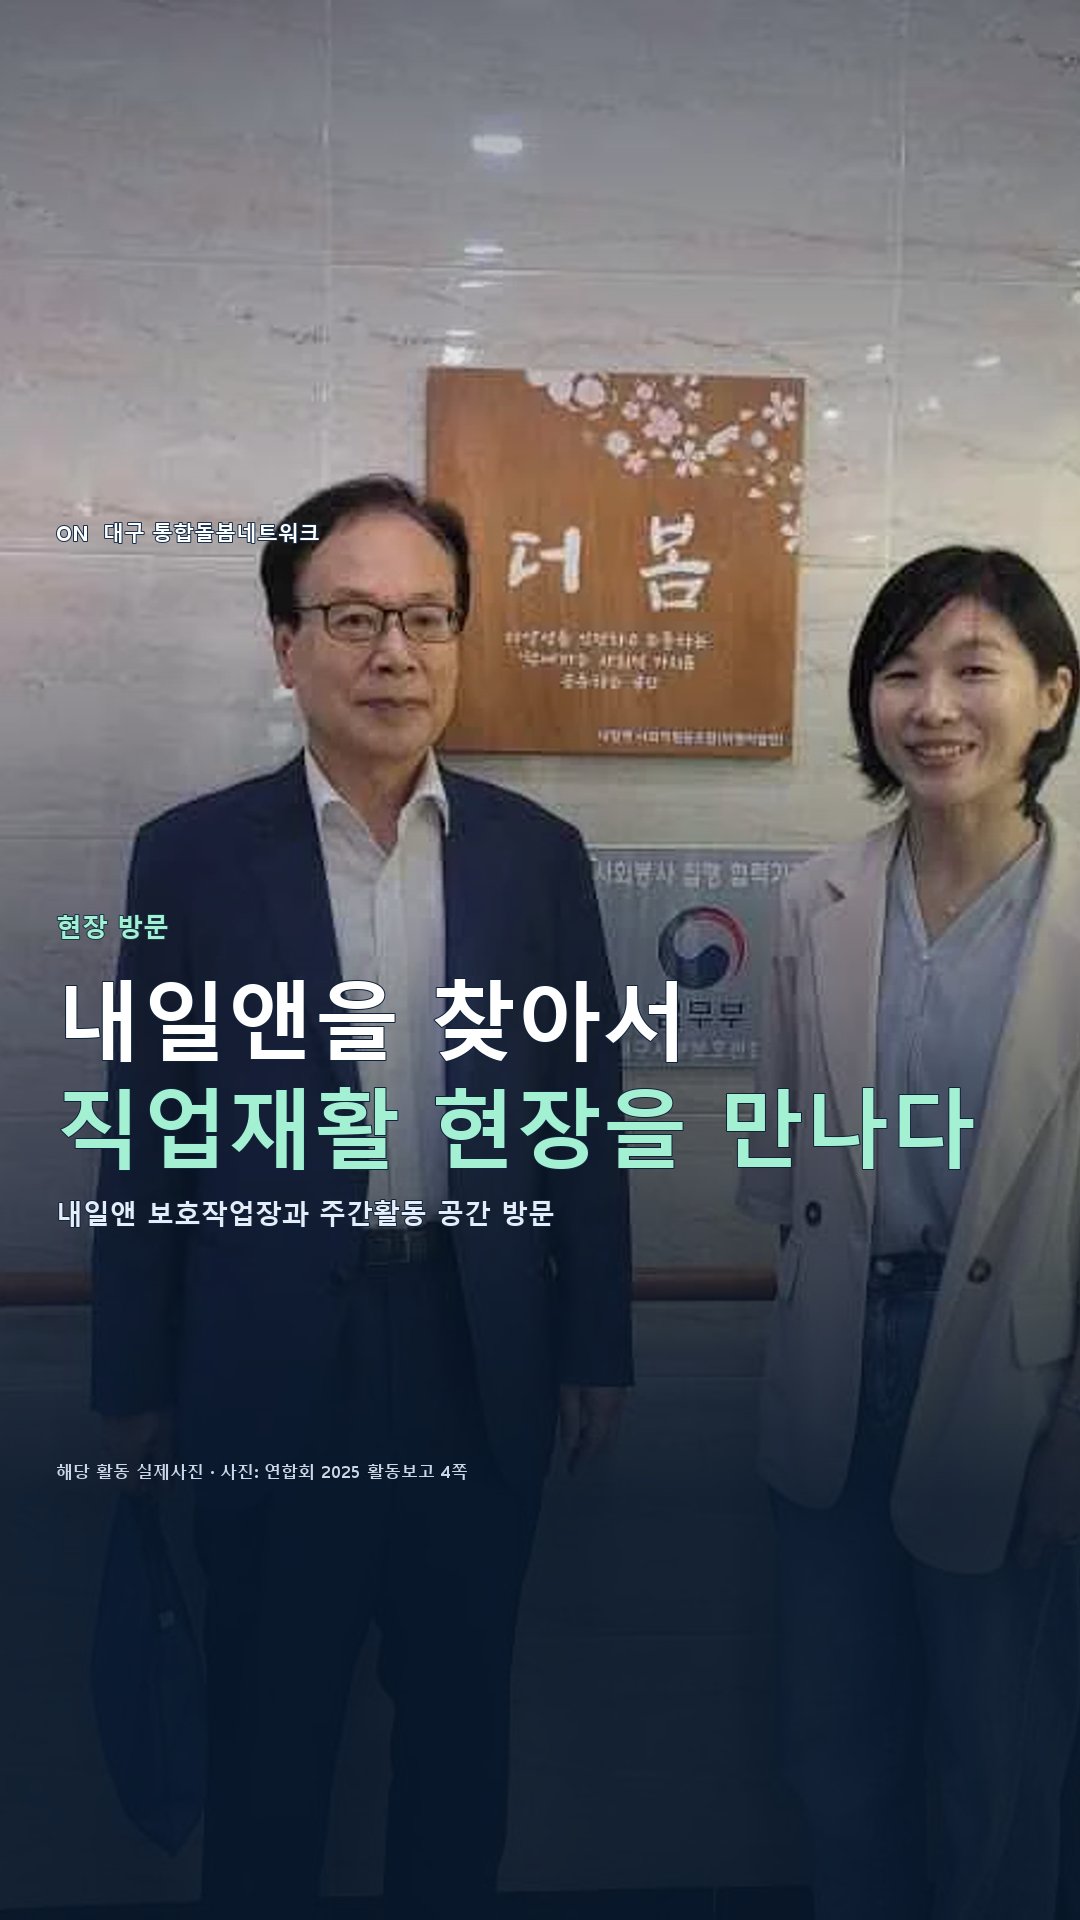 ON 대구 통합돌봄네트워크
더 봄
현장 방문
내일앤을 찾아서
직업재활 현장을 만나다
내일앤 보호작업장과 주간활동 공간 방문
해당 활동 실제사진 · 사진: 연합회 2025 활동보고 4쪽